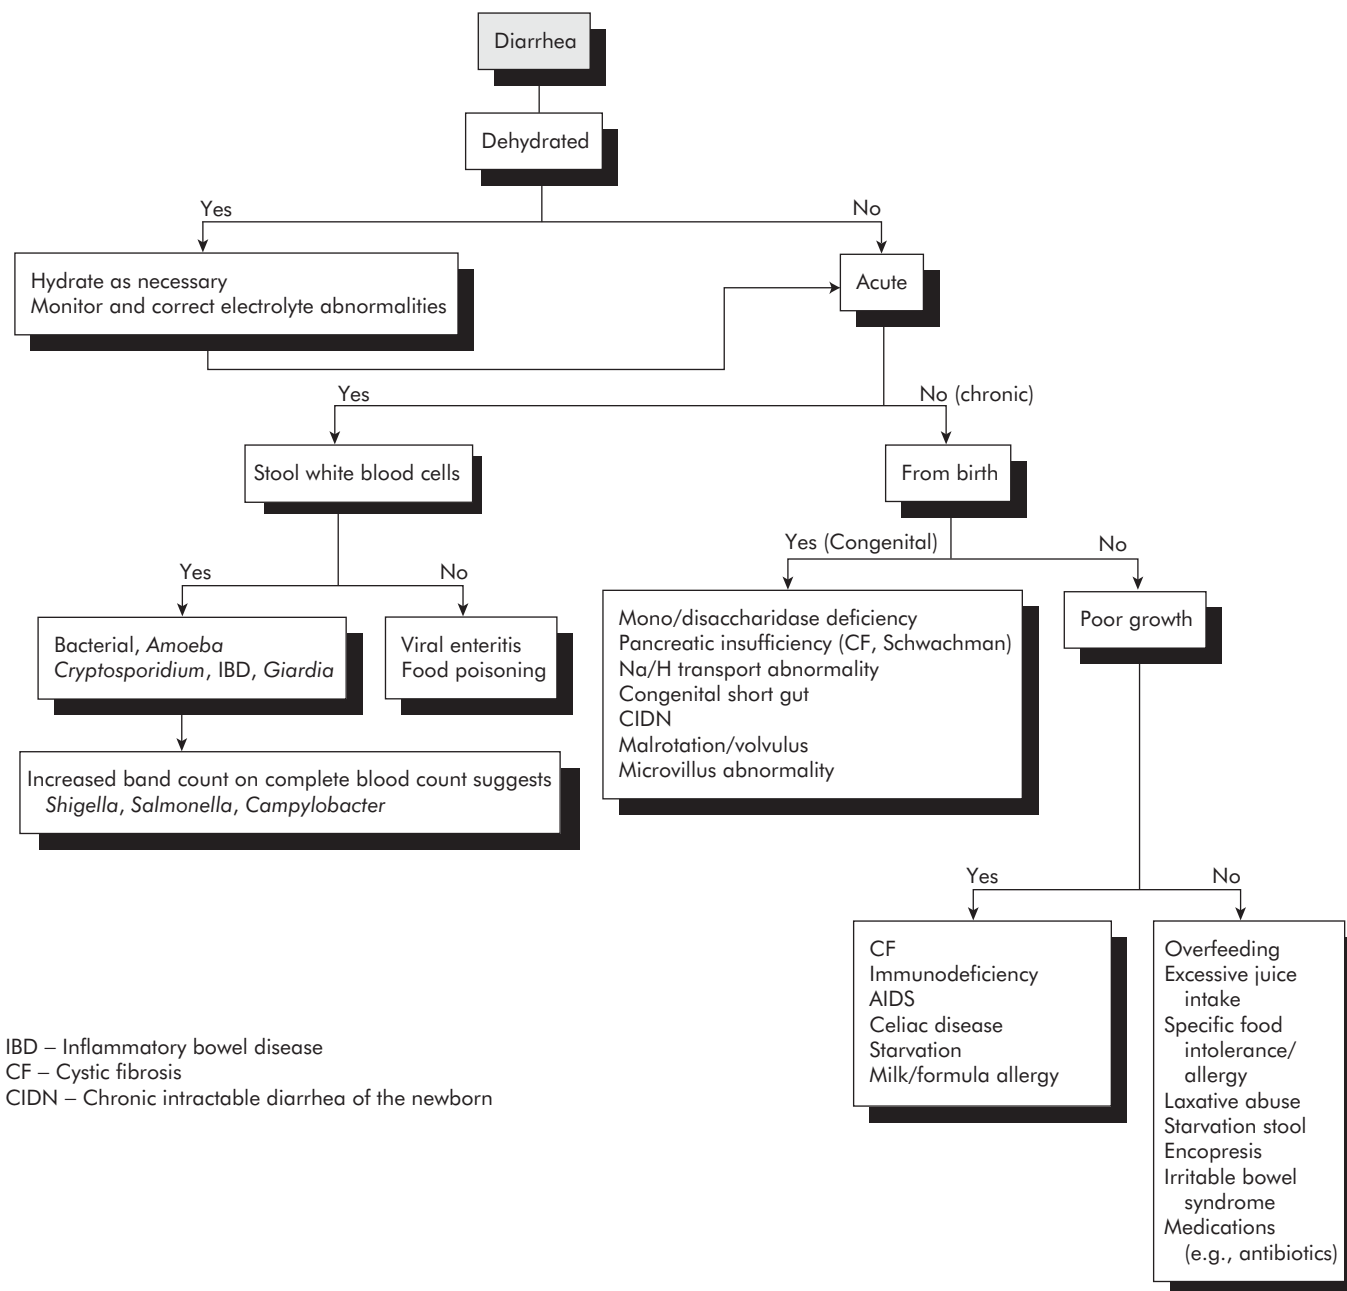 Diarrhea
Dehydrated
Yes
No
Hydrate as necessary
Monitor and correct electrolyte abnormalities
Acute
Yes
No (chronic)
Stool white blood cells
From birth
Yes
No
Yes (Congenital)
No
Bacterial, Amoeba
Cryptosporidium, IBD, Giardia
Viral enteritis
Food poisoning
Mono/disaccharidase deficiency
Pancreatic insufficiency (CF, Schwachman)
Na/H transport abnormality
Congenital short gut
CIDN
Malrotation/volvulus
Microvillus abnormality
Poor growth
Increased band count on complete blood count suggests
Shigella, Salmonella, Campylobacter
Yes
No
CF
Immunodeficiency
AIDS
Celiac disease
Starvation
Milk/formula allergy
Overfeeding
Excessive juice
intake
Specific food
intolerance/
allergy
Laxative abuse
Starvation stool
Encopresis
Irritable bowel
syndrome
Medications
(e.g., antibiotics)
IBD – Inflammatory bowel disease
CF – Cystic fibrosis
CIDN – Chronic intractable diarrhea of the newborn